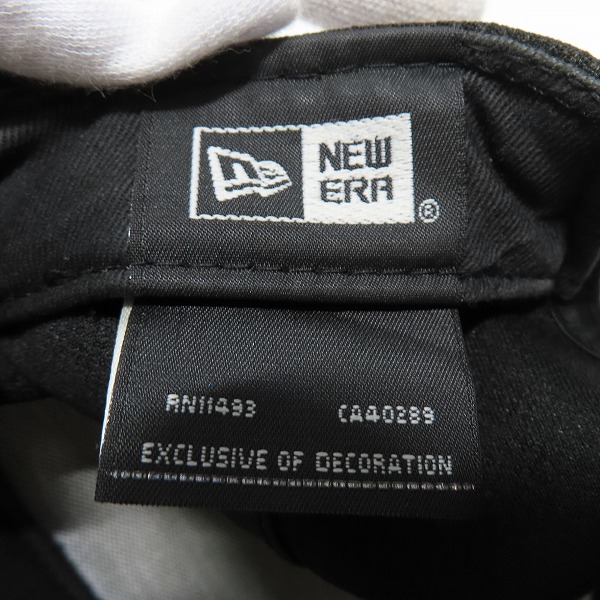 NEW
ERA
®
RN11493 CA40289
EXCLUSIVE OF DECORATION